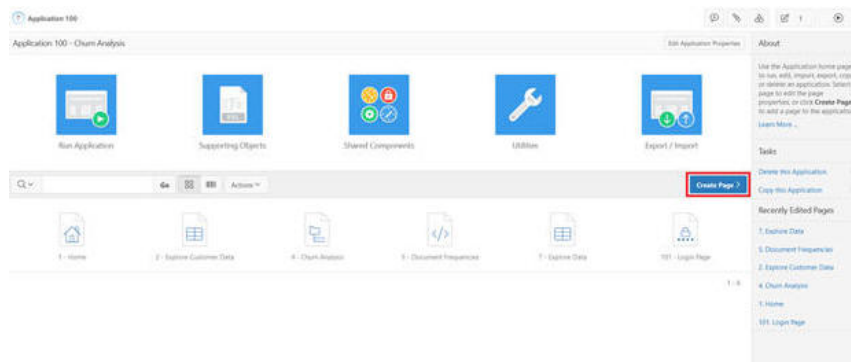 Application 100
1
Application 100 - Churn Analysis
Edit Application Properties
About
Use the Application home page
to run, edit, import, export, copy
or delete an application. Select
page to edit the page
properties, or click Create Page
to add a page to the application
Learn More ...
Run Application
Supporting Objects
Shared Components
Utilities
Export / Import
Tasks
Delete this Application
Copy this Application
Go
Actions
Create Page >
Recently Edited Pages
7. Explore Data
5. Document Frequencies
2. Explore Customer Data
4. Churn Analysis
1. Home
101. Login Page
1 - Home
2 - Explore Customer Data
4 - Churn Analysis
5 - Document Frequencies
7 - Explore Data
101 - Login Page
1 - 6